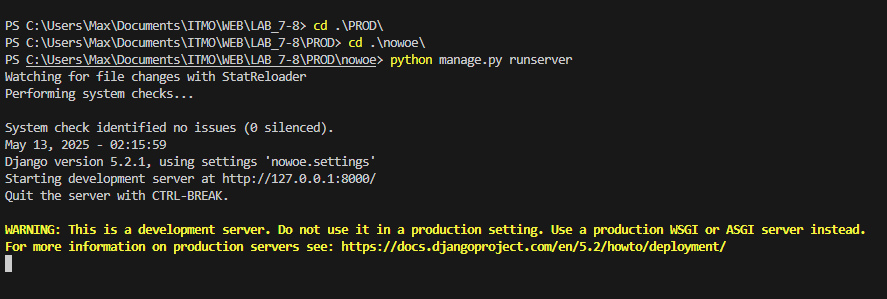 PS C:\Users\Max\Documents\ITMO\WEB\LAB_7-8> cd .\PROD\
PS C:\Users\Max\Documents\ITMO\WEB\LAB_7-8\PROD> cd .\nowoe\
PS C:\Users\Max\Documents\ITMO\WEB\LAB_7-8\PROD\nowoe> python manage.py runserver
Watching for file changes with StatReloader
Performing system checks...
System check identified no issues (0 silenced).
May 13, 2025 - 02:15:59
Django version 5.2.1, using settings 'nowoe.settings'
Starting development server at http://127.0.0.1:8000/
Quit the server with CTRL-BREAK.
WARNING: This is a development server. Do not use it in a production setting. Use a production WSGI or ASGI server instead.
For more information on production servers see: https://docs.djangoproject.com/en/5.2/howto/deployment/